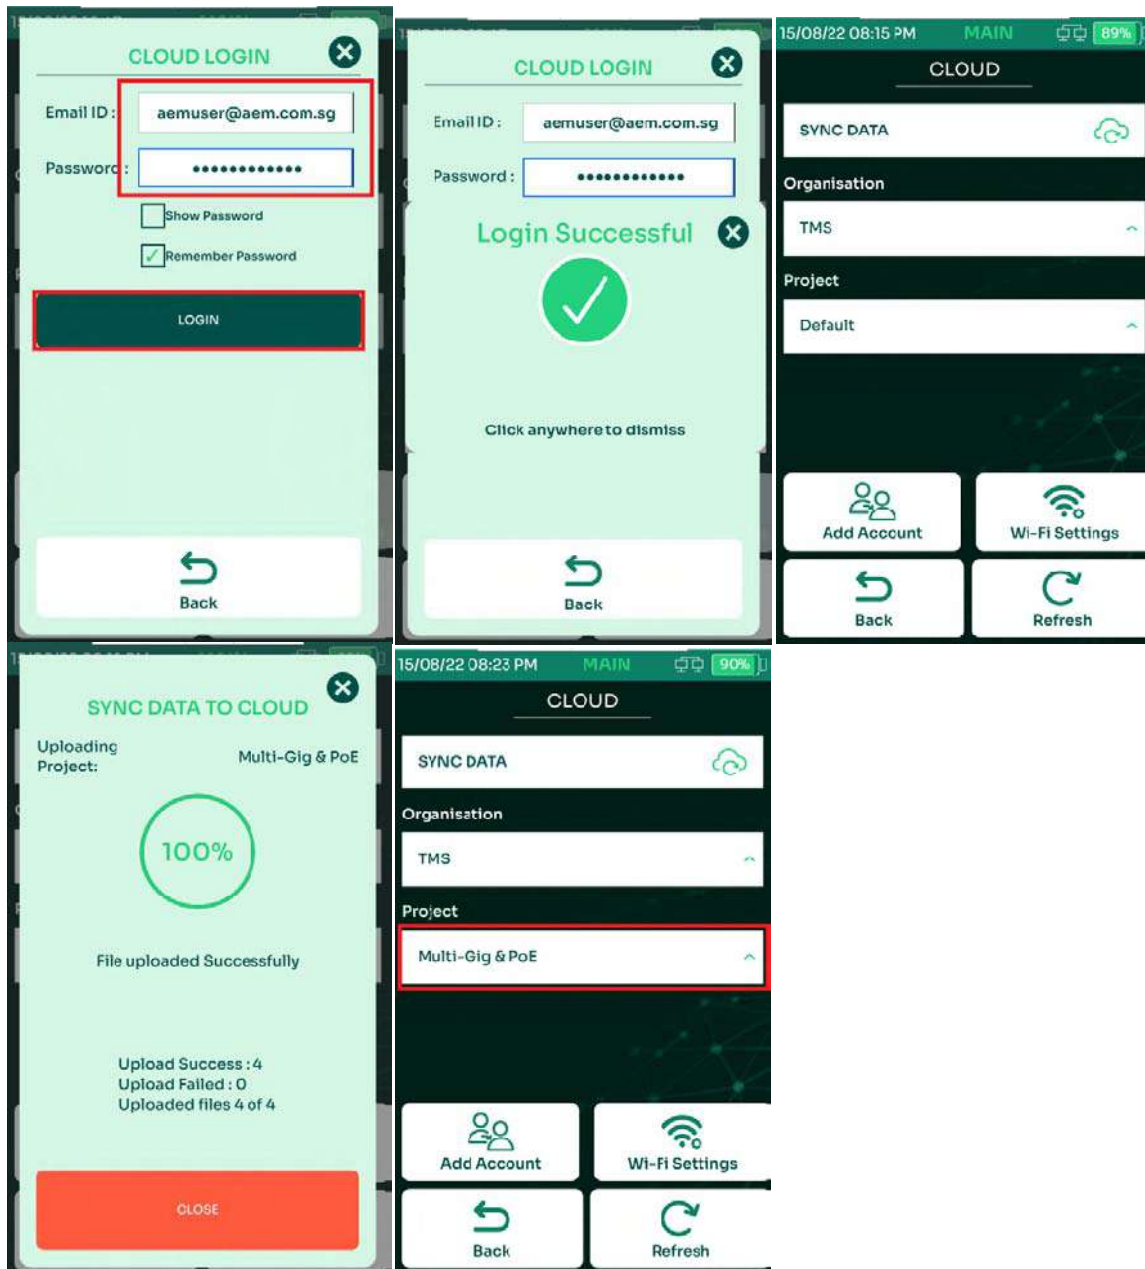 CLOUD LOGIN
Email ID : aemuser@aem.com.sg
Password : ••••••••••••
Show Password
Remember Password
LOGIN
Back
CLOUD LOGIN
Email ID : aemuser@aem.com.sg
Password : ••••••••••••
Login Successful
Click anywhere to dismiss
Back
15/08/22 08:15 PM MAIN 89%
CLOUD
SYNC DATA
Organisation
TMS
Project
Default
Add Account Wi-Fi Settings
Back Refresh
SYNC DATA TO CLOUD
Uploading
Project: Multi-Gig & PoE
100%
File uploaded Successfully
Upload Success : 4
Upload Failed : 0
Uploaded files 4 of 4
CLOSE
15/08/22 08:23 PM MAIN 90%
CLOUD
SYNC DATA
Organisation
TMS
Project
Multi-Gig & PoE
Add Account Wi-Fi Settings
Back Refresh